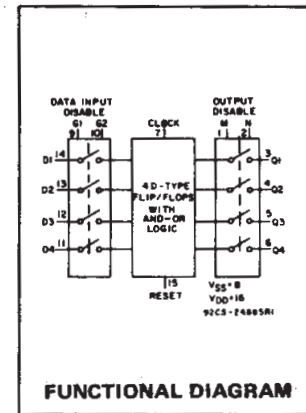 DATA INPUT
DISABLE
G1 G2
9 10
CLOCK
7
OUTPUT
DISABLE
M N
1 2
D1 14
D2 13
D3 12
D4 11
4 D-TYPE
FLIP/FLOPS
WITH
AND-OR
LOGIC
3 Q1
4 Q2
5 Q3
6 Q4
15
RESET
VSS=8
VDD=16
92CS-24885R1
FUNCTIONAL DIAGRAM